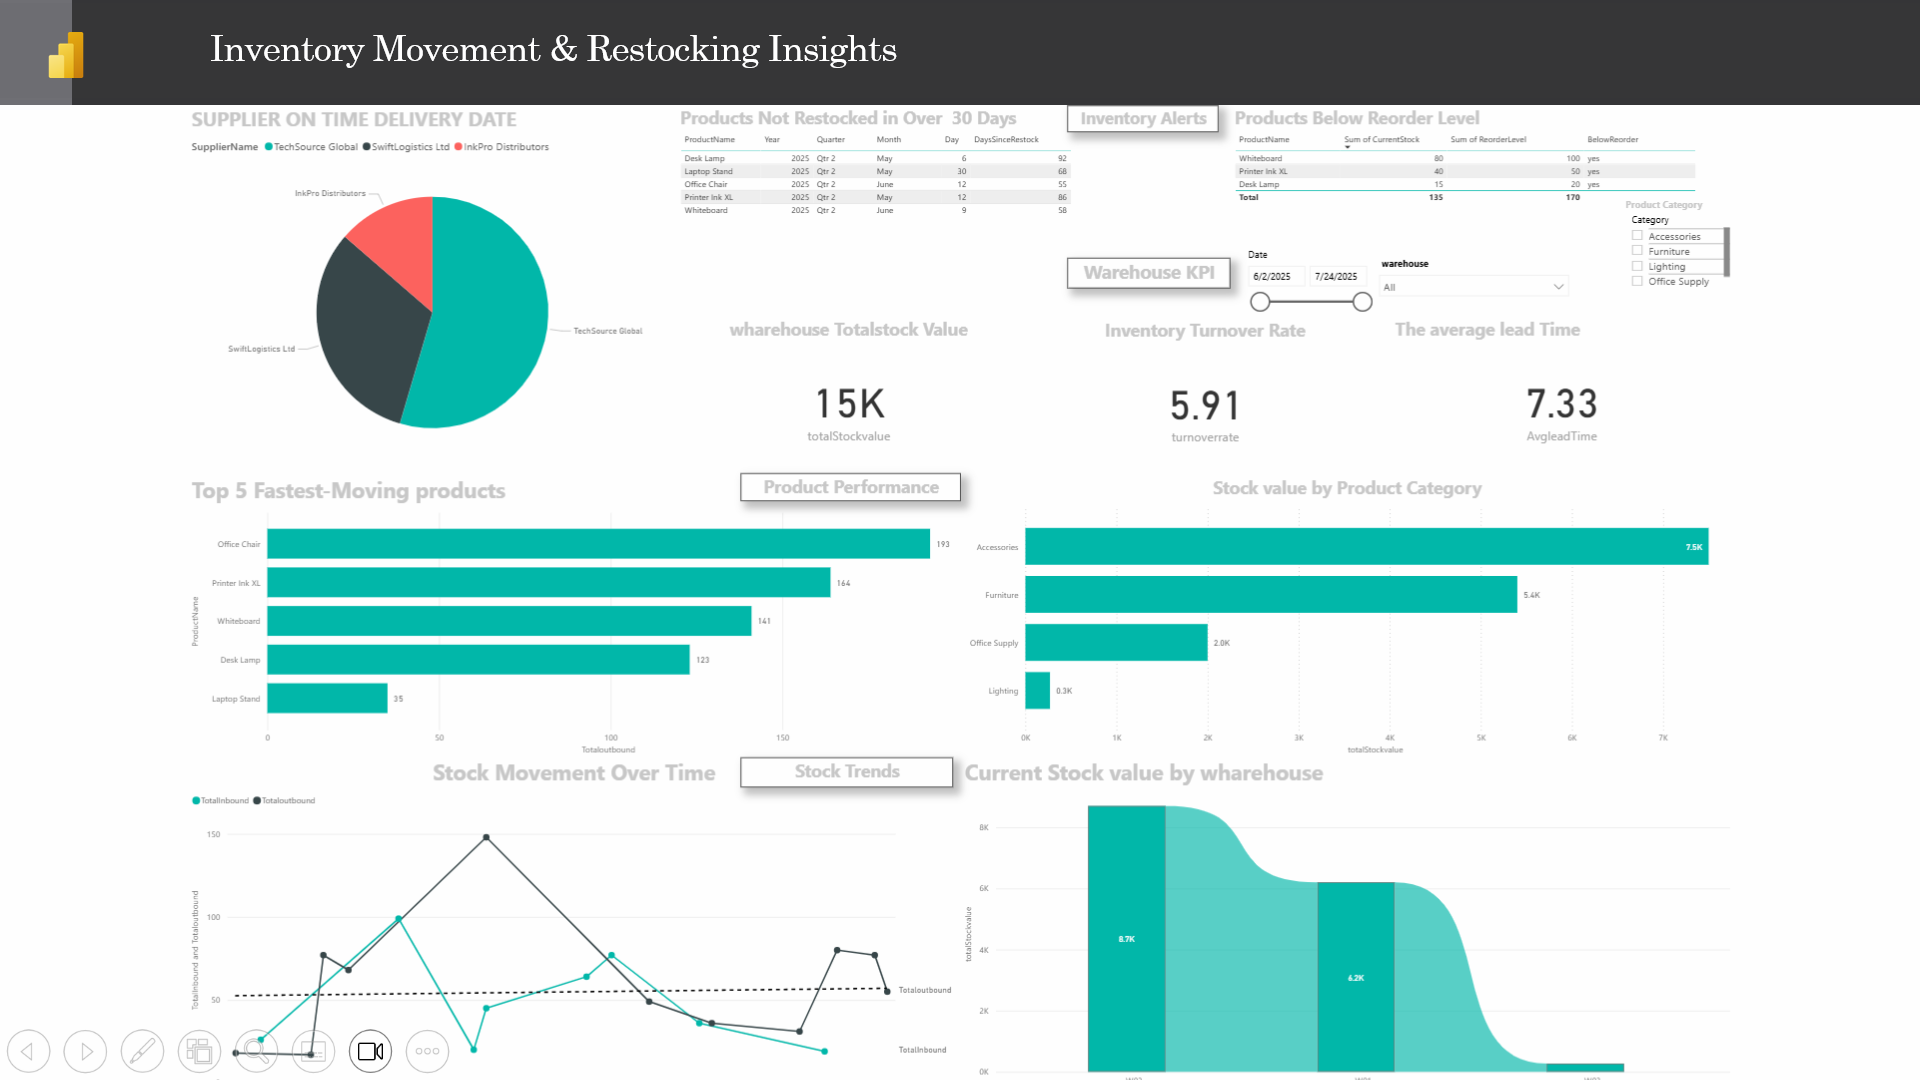 Inventory Movement & Restocking Insights
SUPPLIER ON TIME DELIVERY DATE
SupplierName TechSource Global SwiftLogistics Ltd InkPro Distributors
InkPro Distributors
TechSource Global
SwiftLogistics Ltd
Products Not Restocked in Over 30 Days
ProductName Year Quarter Month Day DaysSinceRestock
Desk Lamp 2025 Qtr 2 May 6 92
Laptop Stand 2025 Qtr 2 May 30 68
Office Chair 2025 Qtr 2 June 12 55
Printer Ink XL 2025 Qtr 2 May 12 86
Whiteboard 2025 Qtr 2 June 9 58
Inventory Alerts
Products Below Reorder Level
ProductName Sum of CurrentStock Sum of ReorderLevel BelowReorder
Whiteboard 80 100 yes
Printer Ink XL 40 50 yes
Desk Lamp 15 20 yes
Total 135 170
Product Category
Category
Accessories
Furniture
Lighting
Office Supply
Warehouse KPI
Date
6/2/2025 7/24/2025
warehouse
All
wharehouse Totalstock Value
15K
totalStockvalue
Inventory Turnover Rate
5.91
turnoverrate
The average lead Time
7.33
AvgleadTime
Top 5 Fastest-Moving products
Product Performance
ProductName
Office Chair 193
Printer Ink XL 164
Whiteboard 141
Desk Lamp 123
Laptop Stand 35
0 50 100 150
Totaloutbound
Stock value by Product Category
Accessories 7.5K
Furniture 5.4K
Office Supply 2.0K
Lighting 0.3K
0K 1K 2K 3K 4K 5K 6K 7K
totalStockvalue
Stock Movement Over Time
Stock Trends
TotalInbound Totaloutbound
TotalInbound and Totaloutbound
150
100
50
Totaloutbound
TotalInbound
Current Stock value by wharehouse
totalStockvalue
8K
6K
4K
2K
0K
8.7K
6.2K